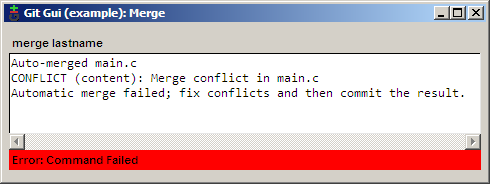 Git Gui (example): Merge
merge lastname
Auto-merged main.c
CONFLICT (content): Merge conflict in main.c
Automatic merge failed; fix conflicts and then commit the result.
Error: Command Failed